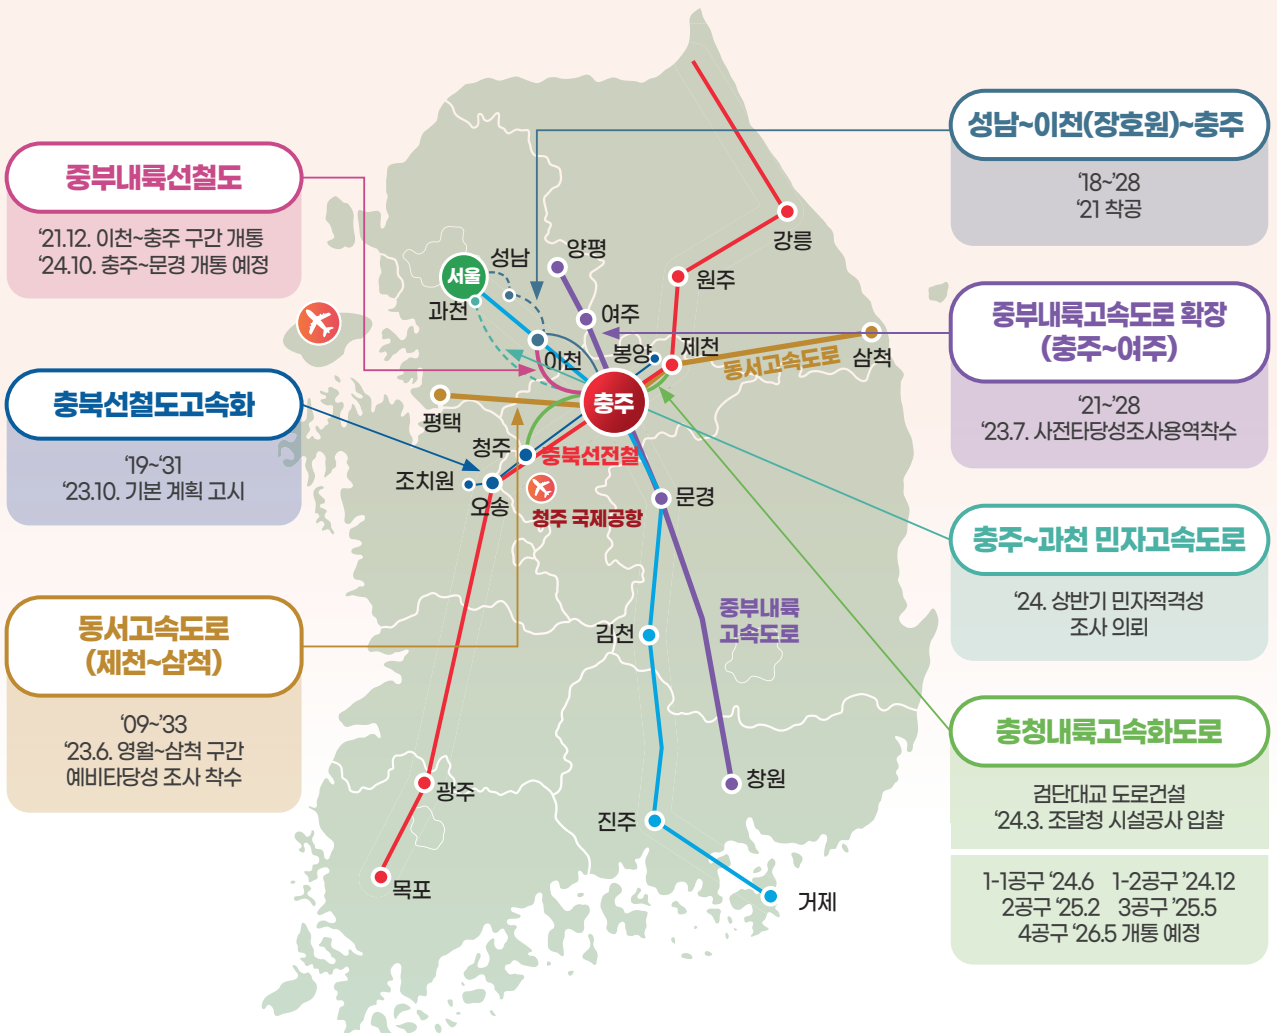 중부내륙선철도
‘21.12. 이천~충주 구간 개통
‘24.10. 충주~문경 개통 예정
충북선철도고속화
‘19~‘31
‘23.10. 기본 계획 고시
동서고속도로
(제천~삼척)
‘09~’33
‘23.6. 영월~삼척 구간
예비타당성 조사 착수
강릉
원주
양평
성남
서울
과천
여주
이천
봉양
제천
동서고속도로
삼척
충주
평택
청주
충북선전철
조치원
오송
청주 국제공항
문경
중부내륙
고속도로
김천
광주
창원
진주
목포
거제
성남~이천(장호원)~충주
‘18~’28
‘21 착공
중부내륙고속도로 확장
(충주~여주)
‘21~’28
‘23.7. 사전타당성조사용역착수
충주~과천 민자고속도로
‘24. 상반기 민자적격성
조사 의뢰
충청내륙고속화도로
검단대교 도로건설
‘24.3. 조달청 시설공사 입찰
1-1공구 ‘24.6 1-2공구 ’24.12
2공구 ‘25.2 3공구 ’25.5
4공구 ‘26.5 개통 예정